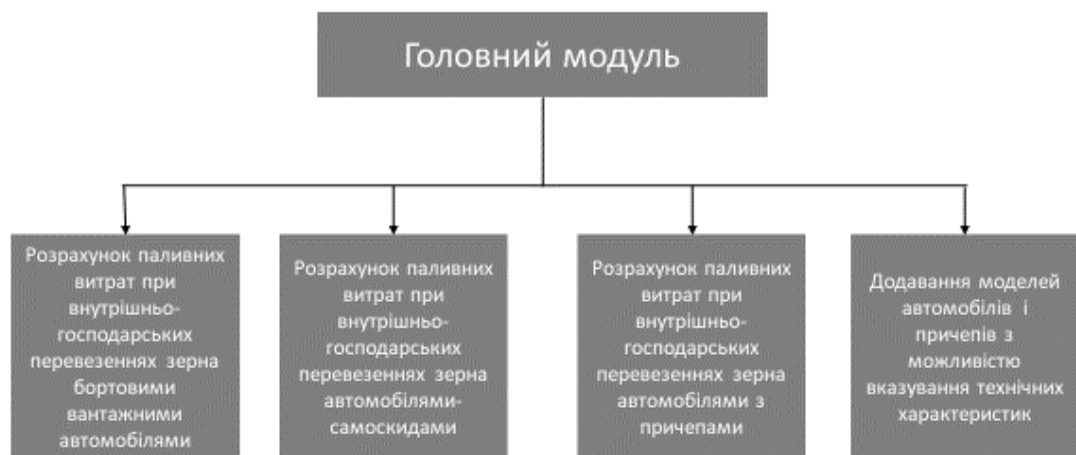 Головний модуль
Розрахунок паливних
витрат при
внутрішньо-
господарських
перевезеннях зерна
бортовими
вантажними
автомобілями
Розрахунок паливних
витрат при
внутрішньо-
господарських
перевезеннях зерна
автомобілями-
самоскидами
Розрахунок паливних
витрат при
внутрішньо-
господарських
перевезеннях зерна
автомобілями з
причепами
Додавання моделей
автомобілів і
причепів з
можливістю
вказування технічних
характеристик